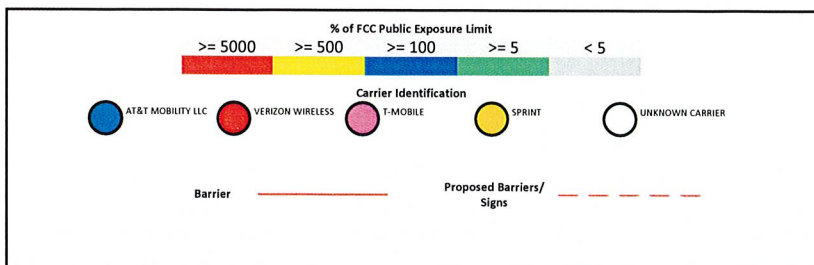 % of FCC Public Exposure Limit
>= 5000 >= 500 >= 100 >= 5 < 5
Carrier Identification
AT&T MOBILITY LLC VERIZON WIRELESS T-MOBILE SPRINT UNKNOWN CARRIER
Barrier Proposed Barriers/
Signs